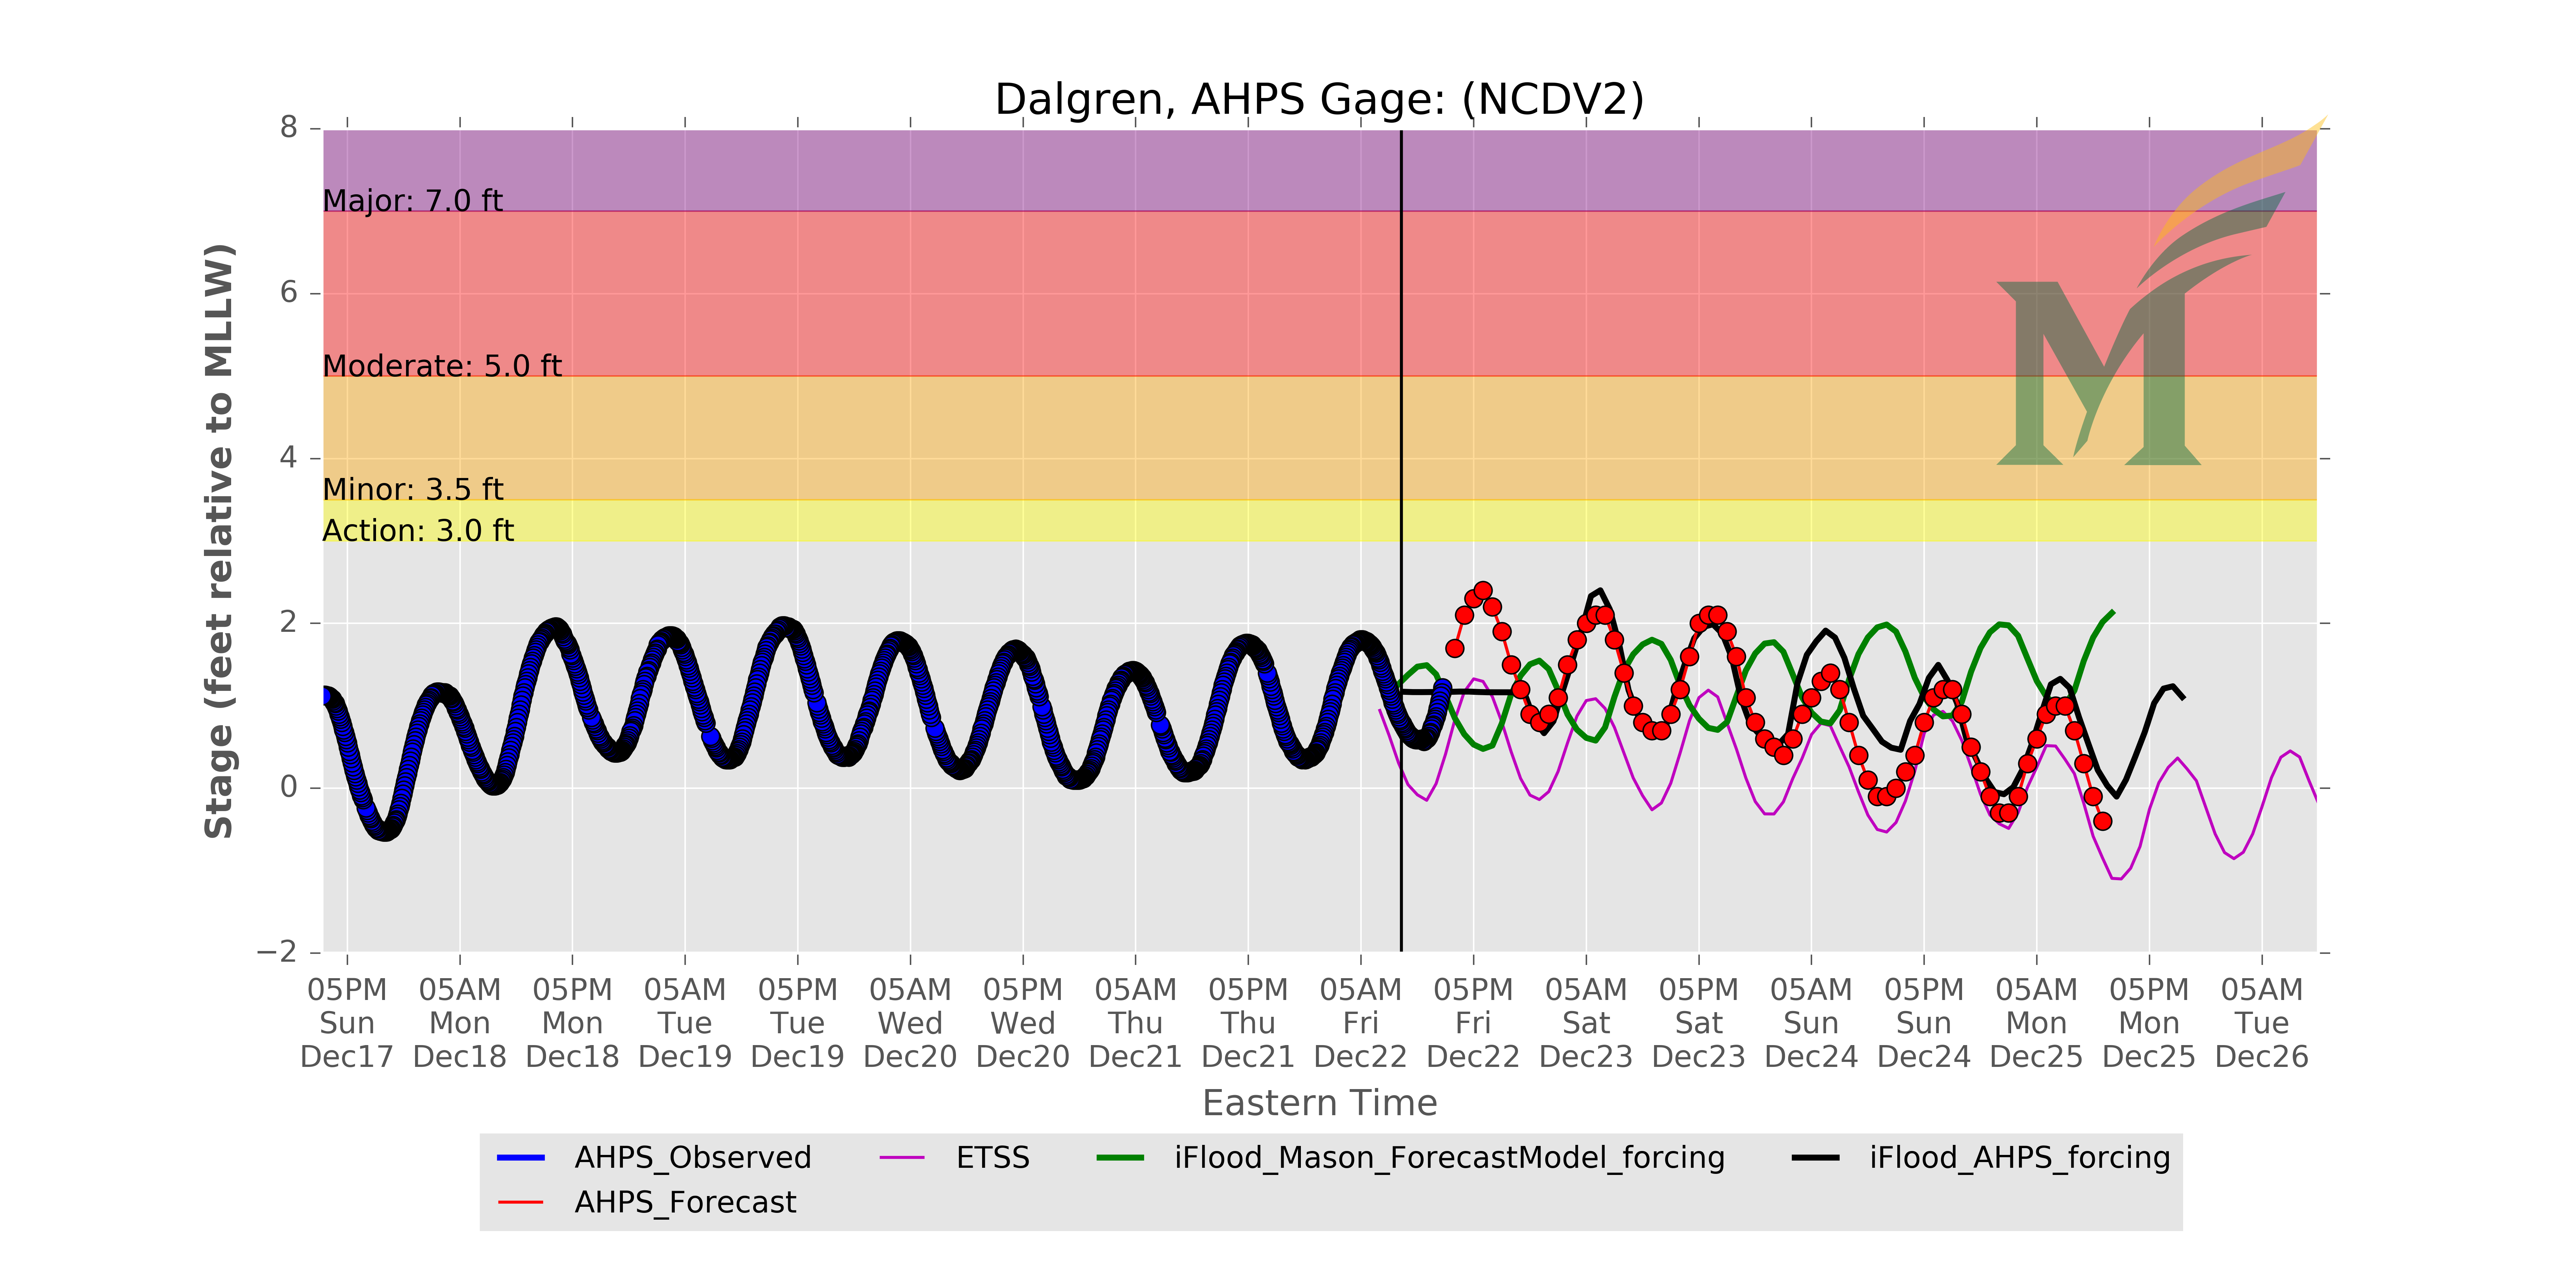 Dalgren, AHPS Gage: (NCDV2)
8
6
4
2
0
−2
Stage (feet relative to MLLW)
Major: 7.0 ft
Moderate: 5.0 ft
Minor: 3.5 ft
Action: 3.0 ft
M
05PM 05AM 05PM 05AM 05PM 05AM 05PM 05AM 05PM 05AM 05PM 05AM 05PM 05AM 05PM 05AM 05PM 05AM
Sun Mon Mon Tue Tue Wed Wed Thu Thu Fri Fri Sat Sat Sun Sun Mon Mon Tue
Dec17 Dec18 Dec18 Dec19 Dec19 Dec20 Dec20 Dec21 Dec21 Dec22 Dec22 Dec23 Dec23 Dec24 Dec24 Dec25 Dec25 Dec26
Eastern Time
AHPS_Observed ETSS iFlood_Mason_ForecastModel_forcing iFlood_AHPS_forcing
AHPS_Forecast